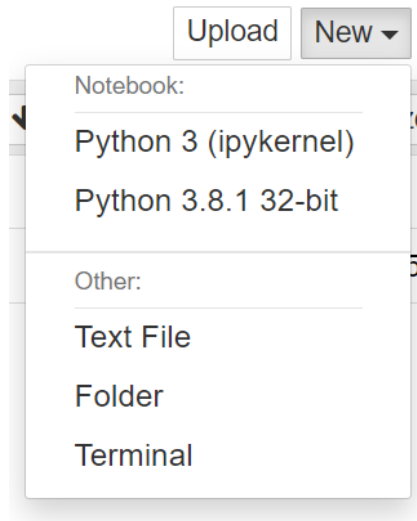 Upload New
Notebook:
Python 3 (ipykernel)
Python 3.8.1 32-bit
Other:
Text File
Folder
Terminal